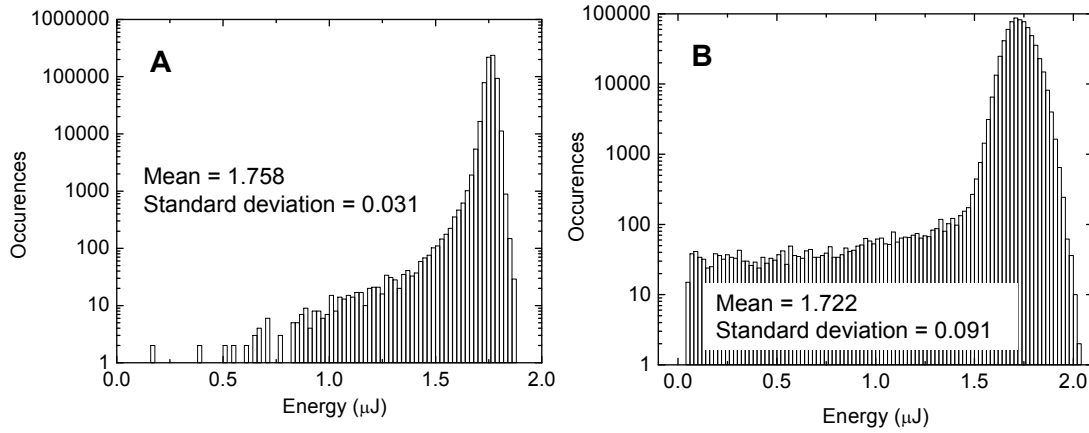 A
Mean = 1.758
Standard deviation = 0.031
Occurences
1000000
100000
10000
1000
100
10
1
0.0 0.5 1.0 1.5 2.0
Energy (μJ)
B
Mean = 1.722
Standard deviation = 0.091
Occurences
100000
10000
1000
100
10
1
0.0 0.5 1.0 1.5 2.0
Energy (μJ)